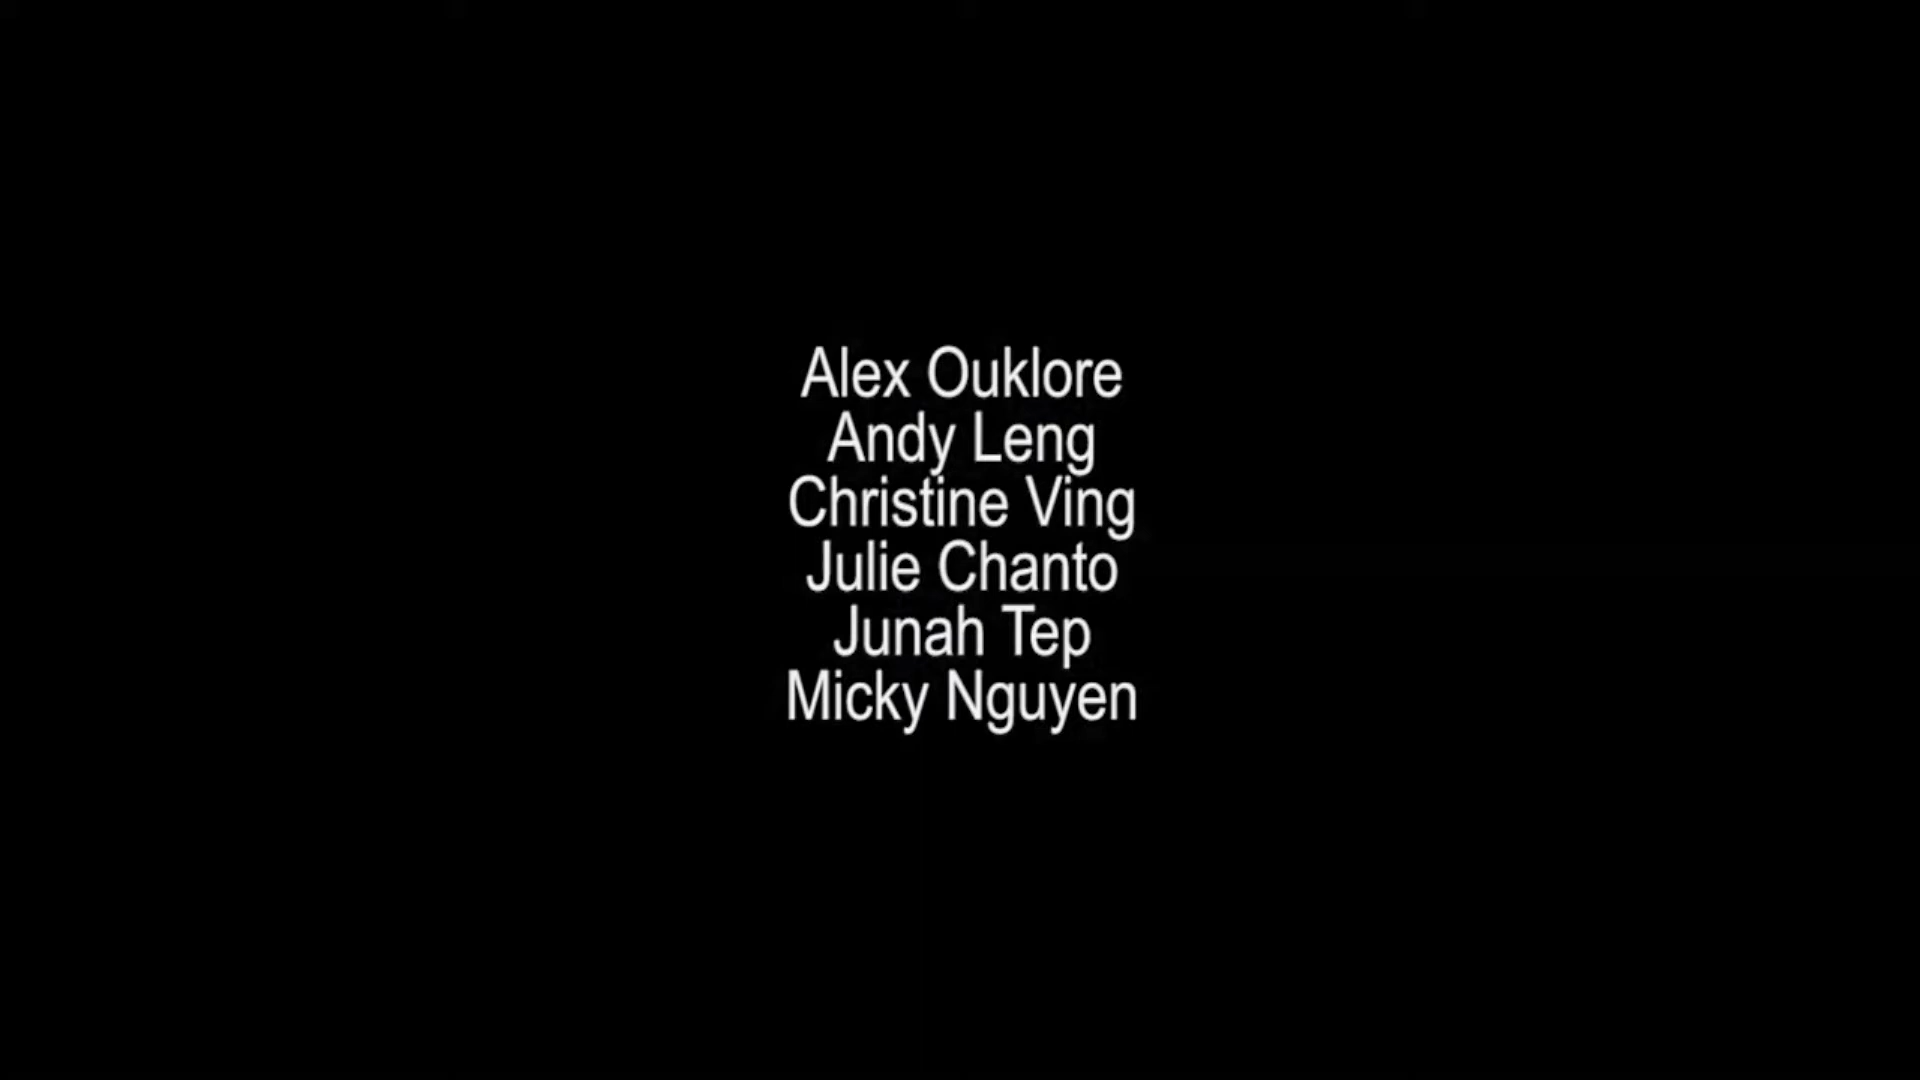 Alex Ouklore
Andy Leng
Christine Ving
Julie Chanto
Junah Tep
Micky Nguyen